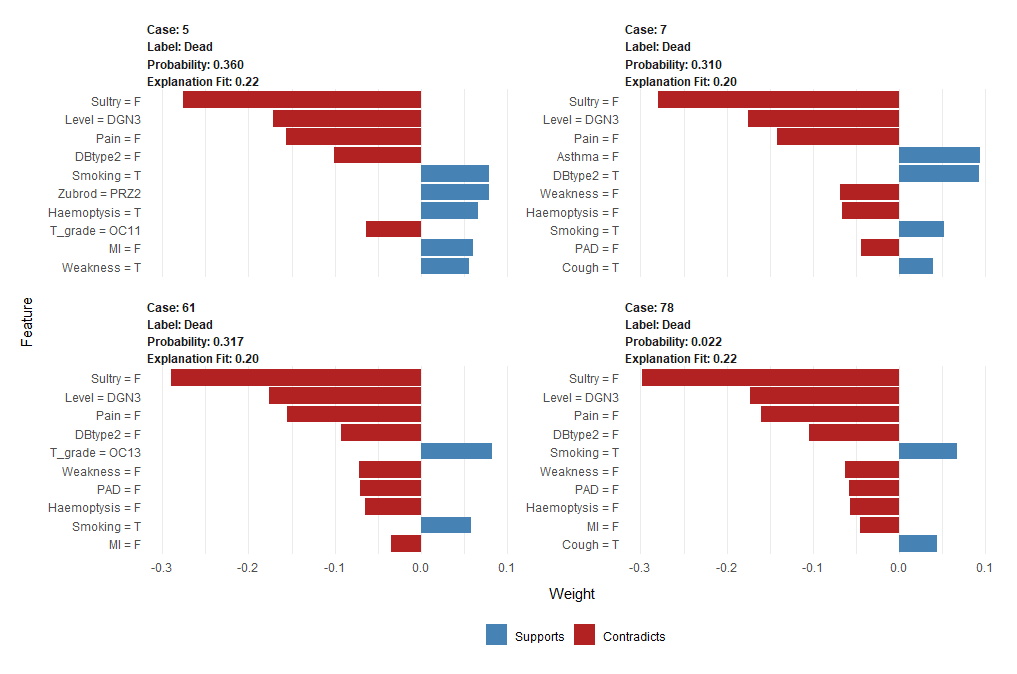 Case: 5
Label: Dead
Probability: 0.360
Explanation Fit: 0.22
Sultry = F
Level = DGN3
Pain = F
DBtype2 = F
Smoking = T
Zubrod = PRZ2
Haemoptysis = T
T_grade = OC11
MI = F
Weakness = T
Case: 7
Label: Dead
Probability: 0.310
Explanation Fit: 0.20
Sultry = F
Level = DGN3
Pain = F
Asthma = F
DBtype2 = T
Weakness = F
Haemoptysis = F
Smoking = T
PAD = F
Cough = T
Feature
Case: 61
Label: Dead
Probability: 0.317
Explanation Fit: 0.20
Sultry = F
Level = DGN3
Pain = F
DBtype2 = F
T_grade = OC13
Weakness = F
PAD = F
Haemoptysis = F
Smoking = T
MI = F
-0.3 -0.2 -0.1 0.0 0.1
Case: 78
Label: Dead
Probability: 0.022
Explanation Fit: 0.22
Sultry = F
Level = DGN3
Pain = F
DBtype2 = F
Smoking = T
Weakness = F
PAD = F
Haemoptysis = F
MI = F
Cough = T
-0.3 -0.2 -0.1 0.0 0.1
Weight
Supports Contradicts